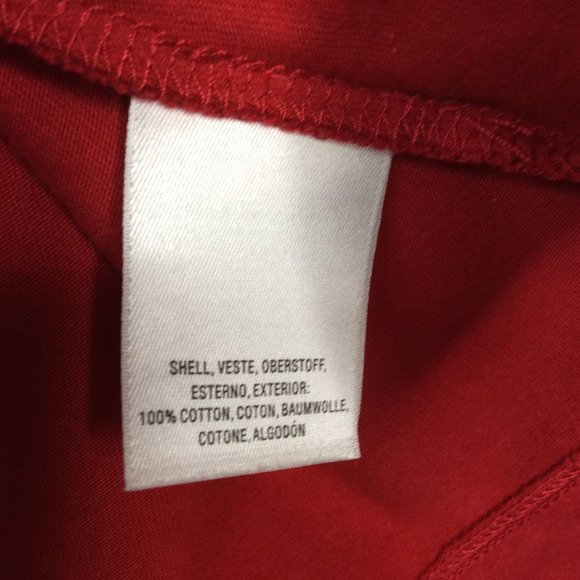 SHELL, VESTE, OBERSTOFF,
ESTERNO, EXTERIOR:
100% COTTON, COTON, BAUMWOLLE,
COTONE, ALGODÓN